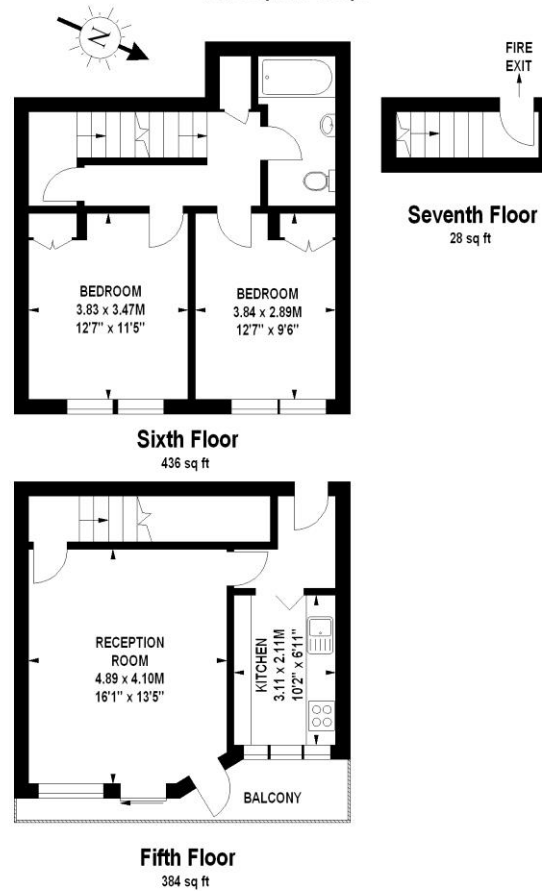 N
FIRE
EXIT
Seventh Floor
28 sq ft
BEDROOM
3.83 x 3.47M
12'7" x 11'5"
BEDROOM
3.84 x 2.89M
12'7" x 9'6"
Sixth Floor
436 sq ft
RECEPTION
ROOM
4.89 x 4.10M
16'1" x 13'5"
KITCHEN
3.11 x 2.11M
10'2" x 6'11"
BALCONY
Fifth Floor
384 sq ft